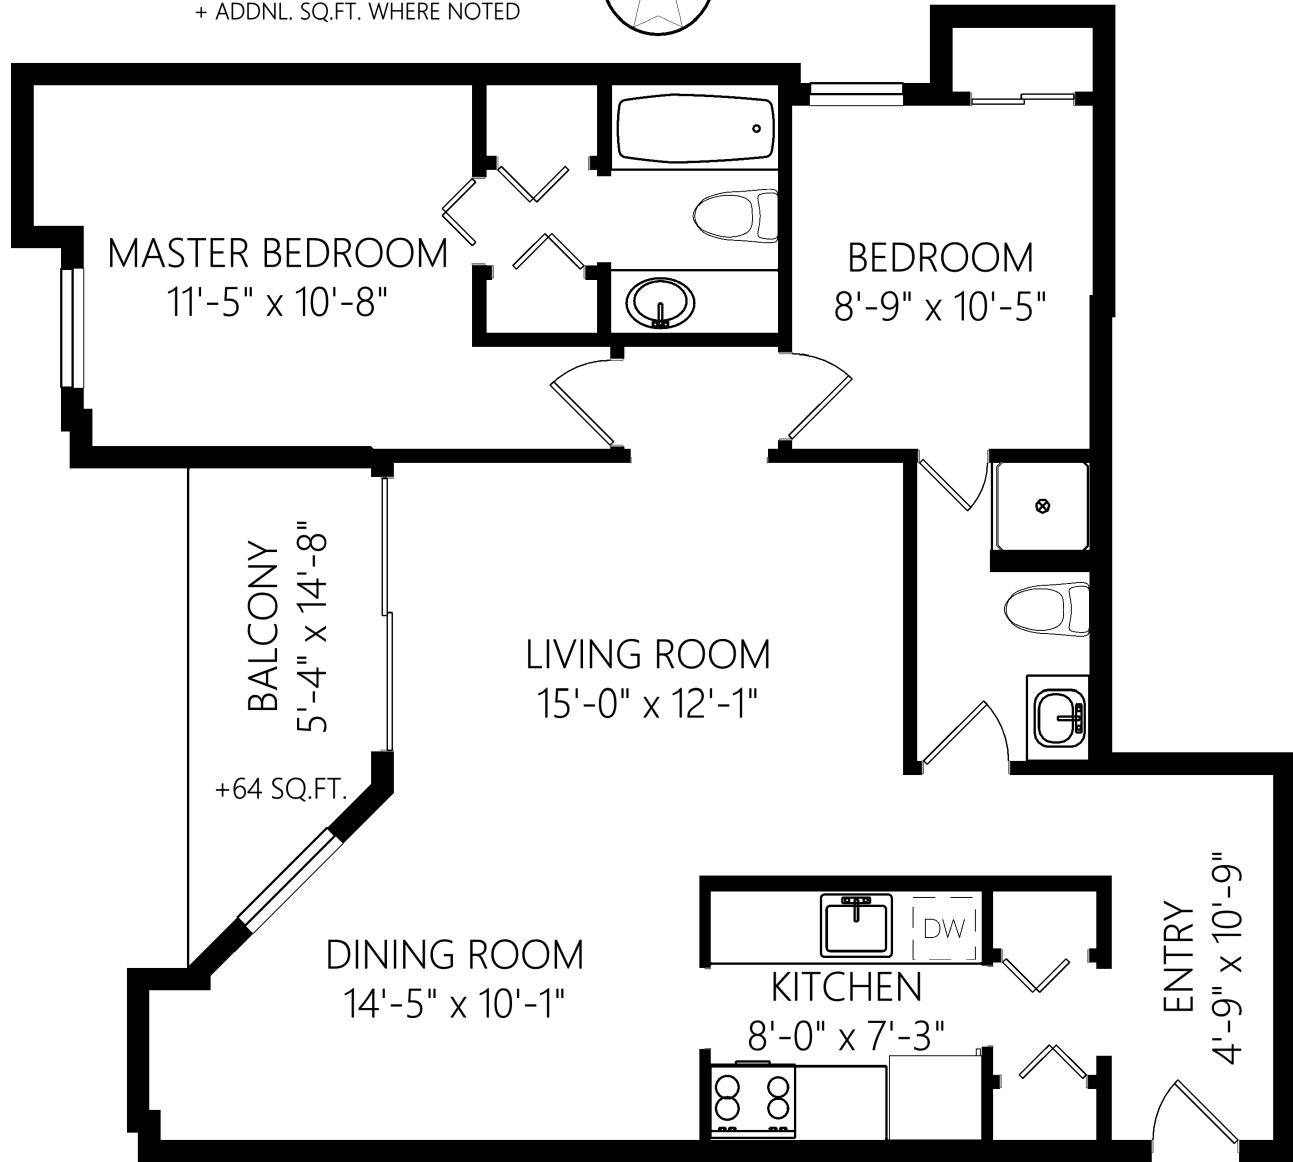 + ADDNL. SQ.FT. WHERE NOTED
MASTER BEDROOM
11'-5" x 10'-8"
BEDROOM
8'-9" x 10'-5"
BALCONY
5'-4" x 14'-8"
+64 SQ.FT.
LIVING ROOM
15'-0" x 12'-1"
DINING ROOM
14'-5" x 10'-1"
DW
KITCHEN
8'-0" x 7'-3"
ENTRY
4'-9" x 10'-9"